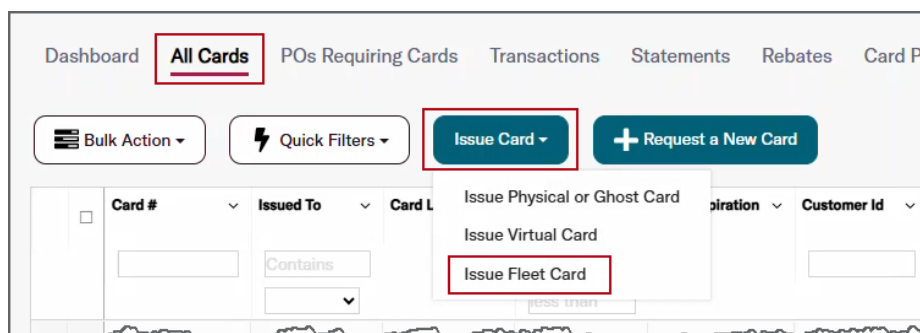 Dashboard All Cards POs Requiring Cards Transactions Statements Rebates Card P
Bulk Action Quick Filters Issue Card Request a New Card
Issue Physical or Ghost Card
Card # Issued To Card L piration Customer Id
Issue Virtual Card
Contains Issue Fleet Card
less than